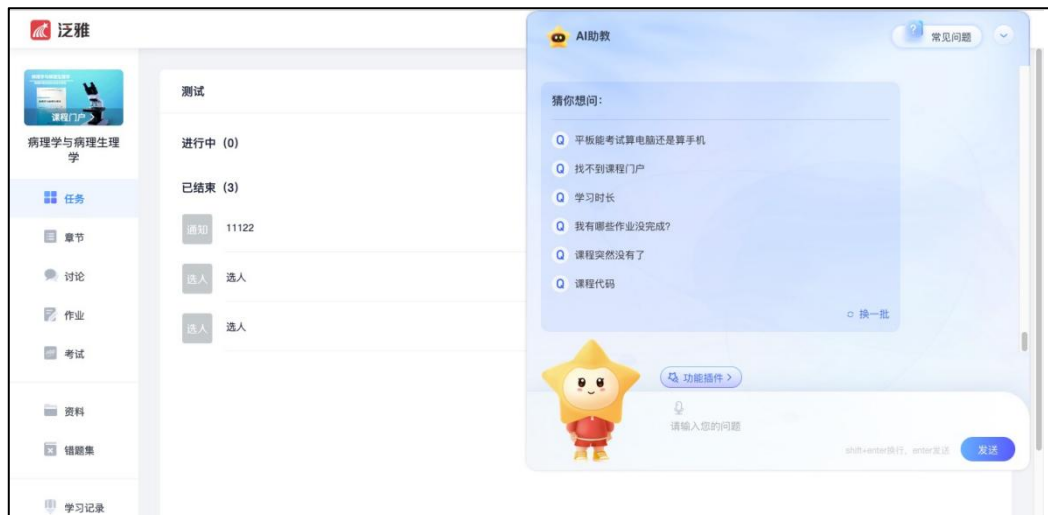 泛雅
课程门户
病理学与病理生理
学
任务
章节
讨论
作业
考试
资料
错题集
学习记录
测试
进行中 (0)
已结束 (3)
通知 11122
选人 选人
选人 选人
AI助教
常见问题
猜你想问:
Q 平板能考试算电脑还是算手机
Q 找不到课程门户
Q 学习时长
Q 我有哪些作业没完成?
Q 课程突然没有了
Q 课程代码
换一批
功能插件
请输入您的问题
shift+enter换行，enter发送
发送